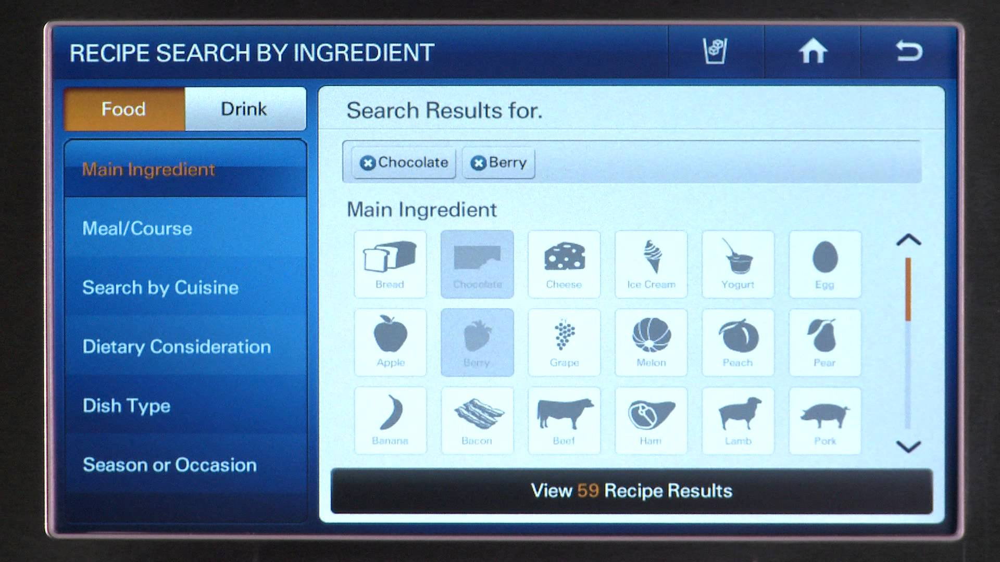 RECIPE SEARCH BY INGREDIENT
Food
Drink
Main Ingredient
Meal/Course
Search by Cuisine
Dietary Consideration
Dish Type
Season or Occasion
Search Results for.
Chocolate
Berry
Main Ingredient
Bread
Chocolate
Cheese
Ice Cream
Yogurt
Egg
Apple
Berry
Grape
Melon
Peach
Pear
Banana
Bacon
Beef
Ham
Lamb
Pork
View 59 Recipe Results